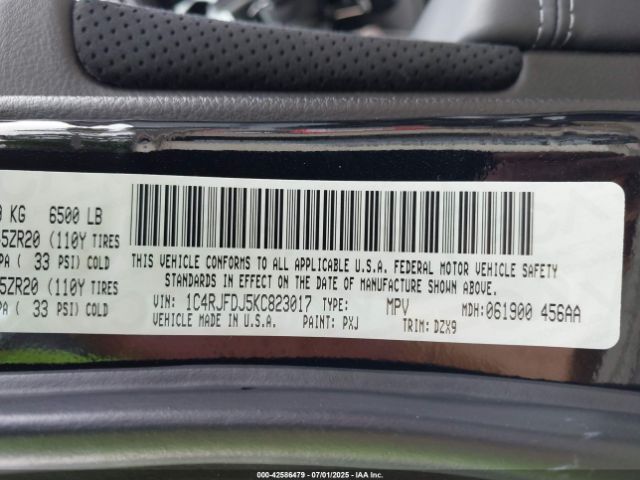 KG 6500 LB
5ZR20 (110Y TIRES
PA ( 33 PSI) COLD
5ZR20 (110Y TIRES
PA ( 33 PSI) COLD
THIS VEHICLE CONFORMS TO ALL APPLICABLE U.S.A. FEDERAL MOTOR VEHICLE SAFETY
STANDARDS IN EFFECT ON THE DATE OF MANUFACTURE SHOWN ABOVE.
VIN: 1C4RJFDJ5KC823017 TYPE: MPV MDH: 061900 456AA
VEHICLE MADE IN U.S.A. PAINT: PXJ TRIM: DZX9
000-42586479 - 07/01/2025 - IAA Inc.